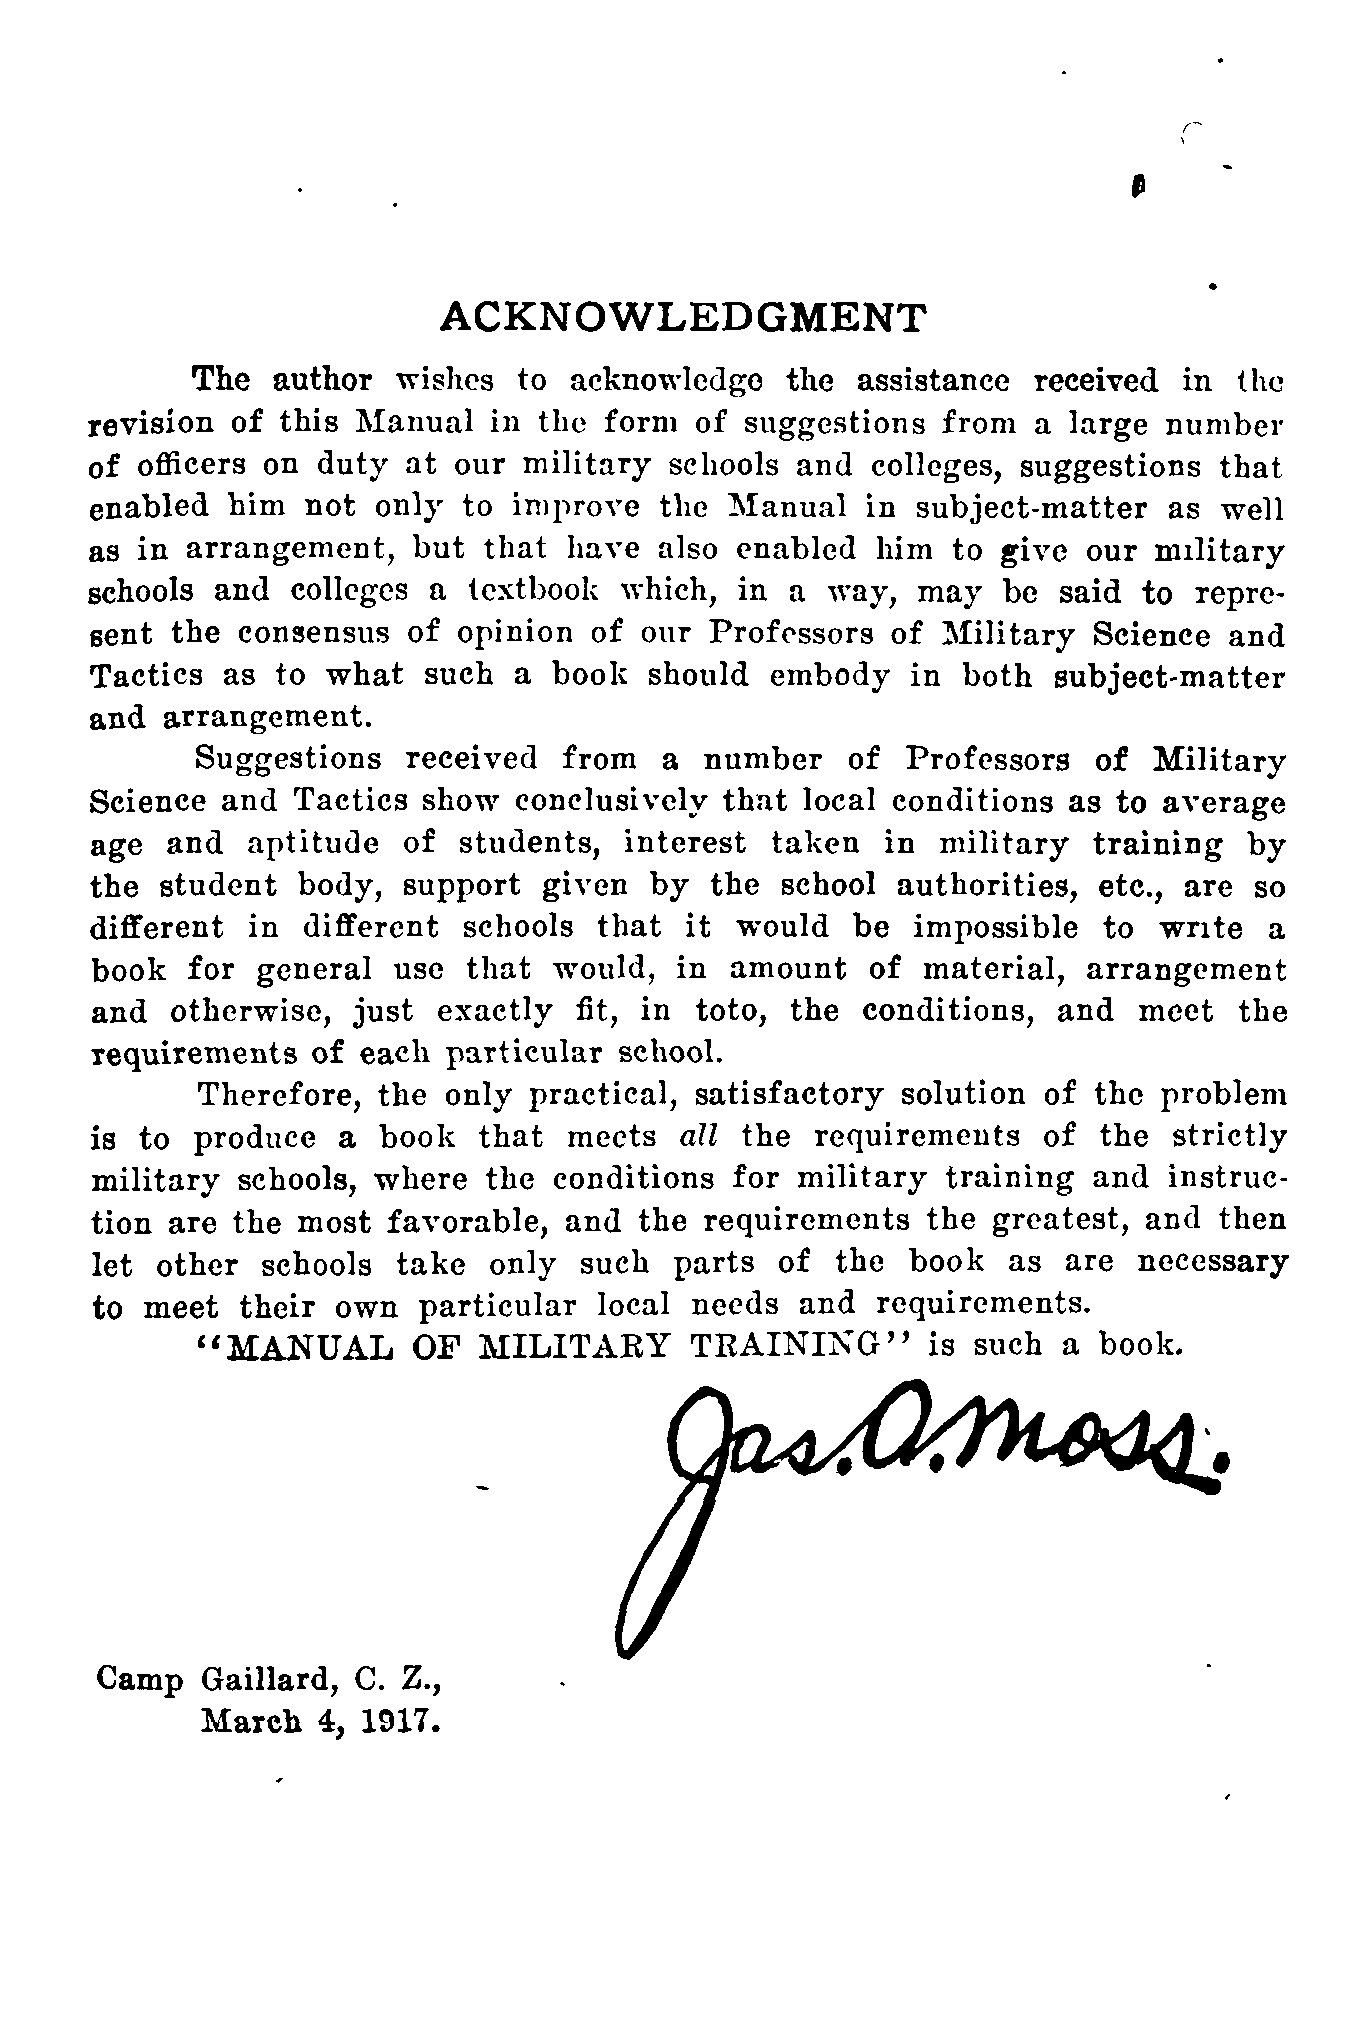 ACKNOWLEDGMENT
The author wishes to acknowledge the assistance received in the
revision of this Manual in the form of suggestions from a large number
of officers on duty at our military schools and colleges, suggestions that
enabled him not only to improve the Manual in subject-matter as well
as in arrangement, but that have also enabled him to give our military
schools and colleges a textbook which, in a way, may be said to repre-
sent the consensus of opinion of our Professors of Military Science and
Tactics as to what such a book should embody in both subject-matter
and arrangement.
Suggestions received from a number of Professors of Military
Science and Tactics show conclusively that local conditions as to average
age and aptitude of students, interest taken in military training by
the student body, support given by the school authorities, etc., are so
different in different schools that it would be impossible to write a
book for general use that would, in amount of material, arrangement
and otherwise, just exactly fit, in toto, the conditions, and meet the
requirements of each particular school.
Therefore, the only practical, satisfactory solution of the problem
is to produce a book that meets all the requirements of the strictly
military schools, where the conditions for military training and instruc-
tion are the most favorable, and the requirements the greatest, and then
let other schools take only such parts of the book as are necessary
to meet their own particular local needs and requirements.
"MANUAL OF MILITARY TRAINING" is such a book.
Jas. A. Moss.
Camp Gaillard, C. Z.,
March 4, 1917.